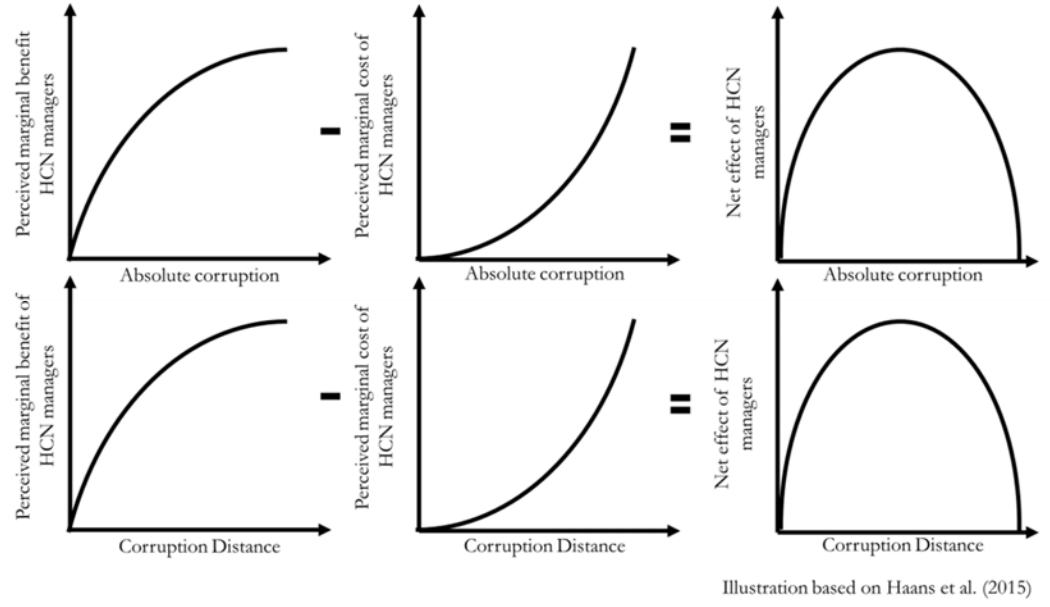 Perceived marginal benefit
HCN managers
Absolute corruption
Perceived marginal cost of
HCN managers
Absolute corruption
Net effect of HCN
managers
Absolute corruption
Perceived marginal benefit of
HCN managers
Corruption Distance
Perceived marginal cost of
HCN managers
Corruption Distance
Net effect of HCN
managers
Corruption Distance
Illustration based on Haans et al. (2015)